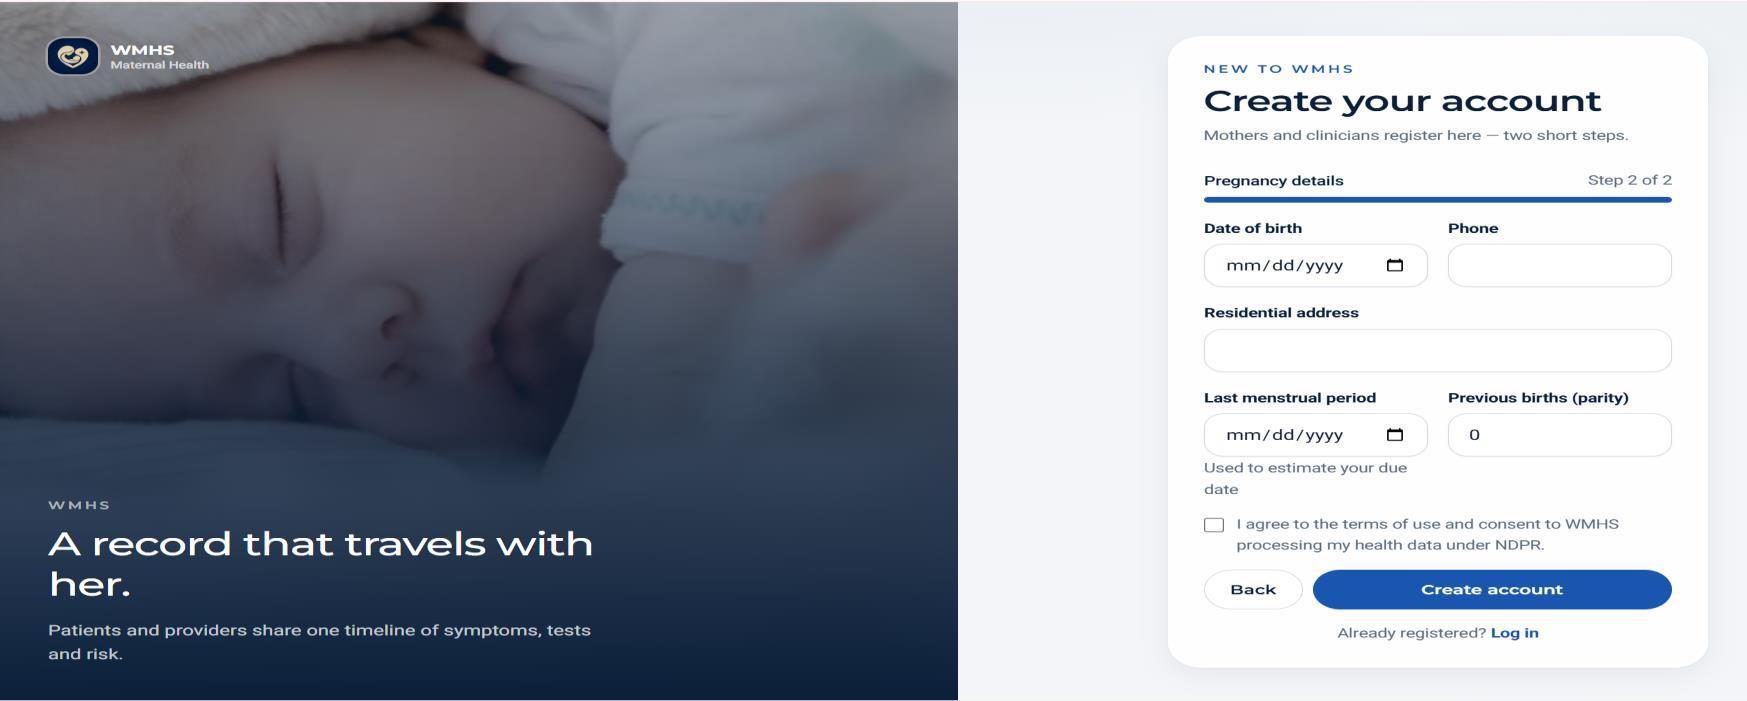 WMHS
Maternal Health
WMHS
A record that travels with
her.
Patients and providers share one timeline of symptoms, tests
and risk.
NEW TO WMHS
Create your account
Mothers and clinicians register here — two short steps.
Pregnancy details
Step 2 of 2
Date of birth
Phone
mm/dd/yyyy
Residential address
Last menstrual period
Previous births (parity)
mm/dd/yyyy
0
Used to estimate your due
date
I agree to the terms of use and consent to WMHS
processing my health data under NDPR.
Back
Create account
Already registered? Log in